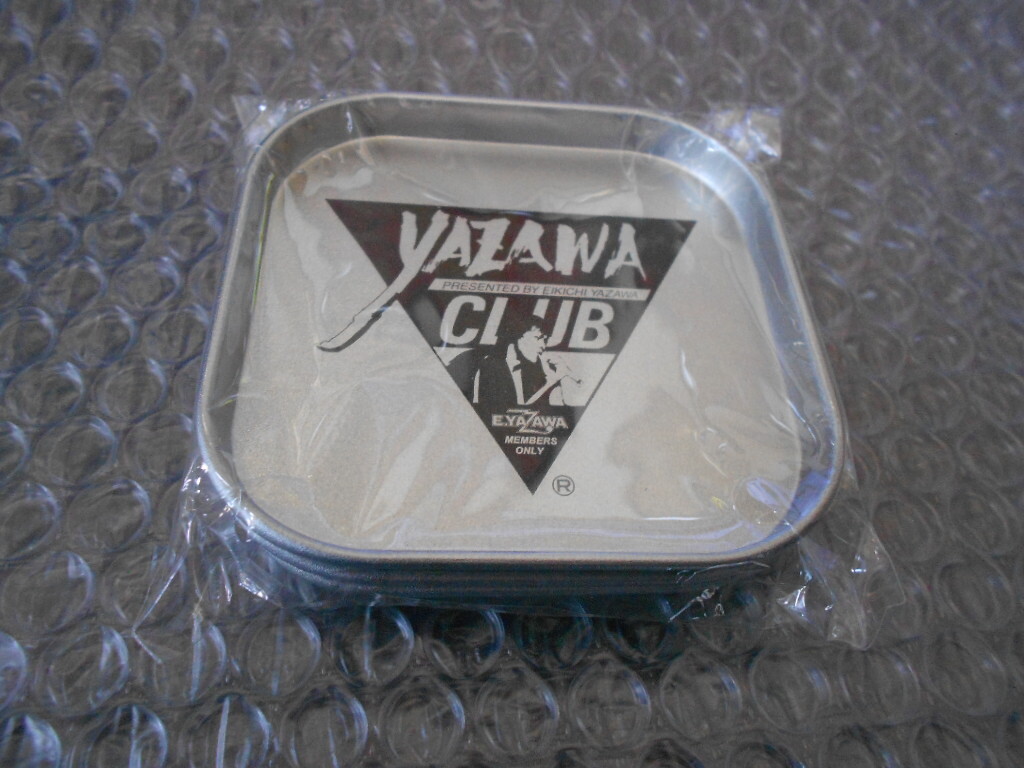 YAZAWA
PRESENTED BY EIKICHI YAZAWA
CLUB
E.YAZAWA
MEMBERS
ONLY
®